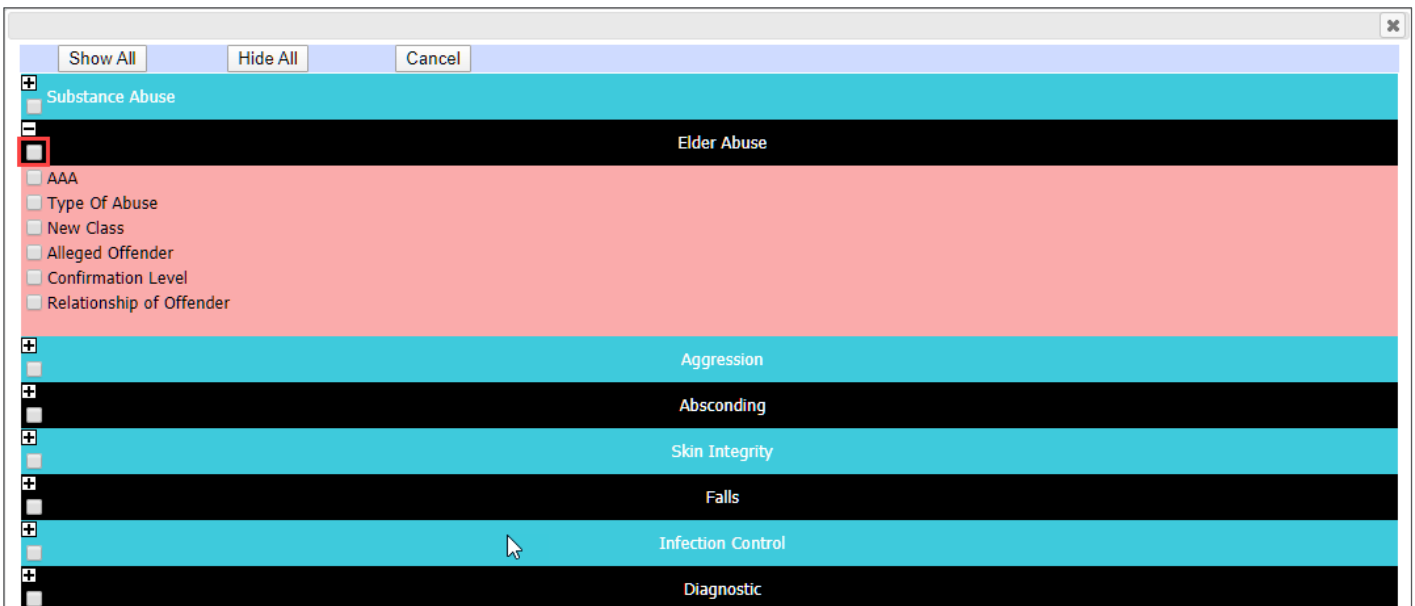 Show All Hide All Cancel
Substance Abuse
Elder Abuse
AAA
Type Of Abuse
New Class
Alleged Offender
Confirmation Level
Relationship of Offender
Aggression
Absconding
Skin Integrity
Falls
Infection Control
Diagnostic